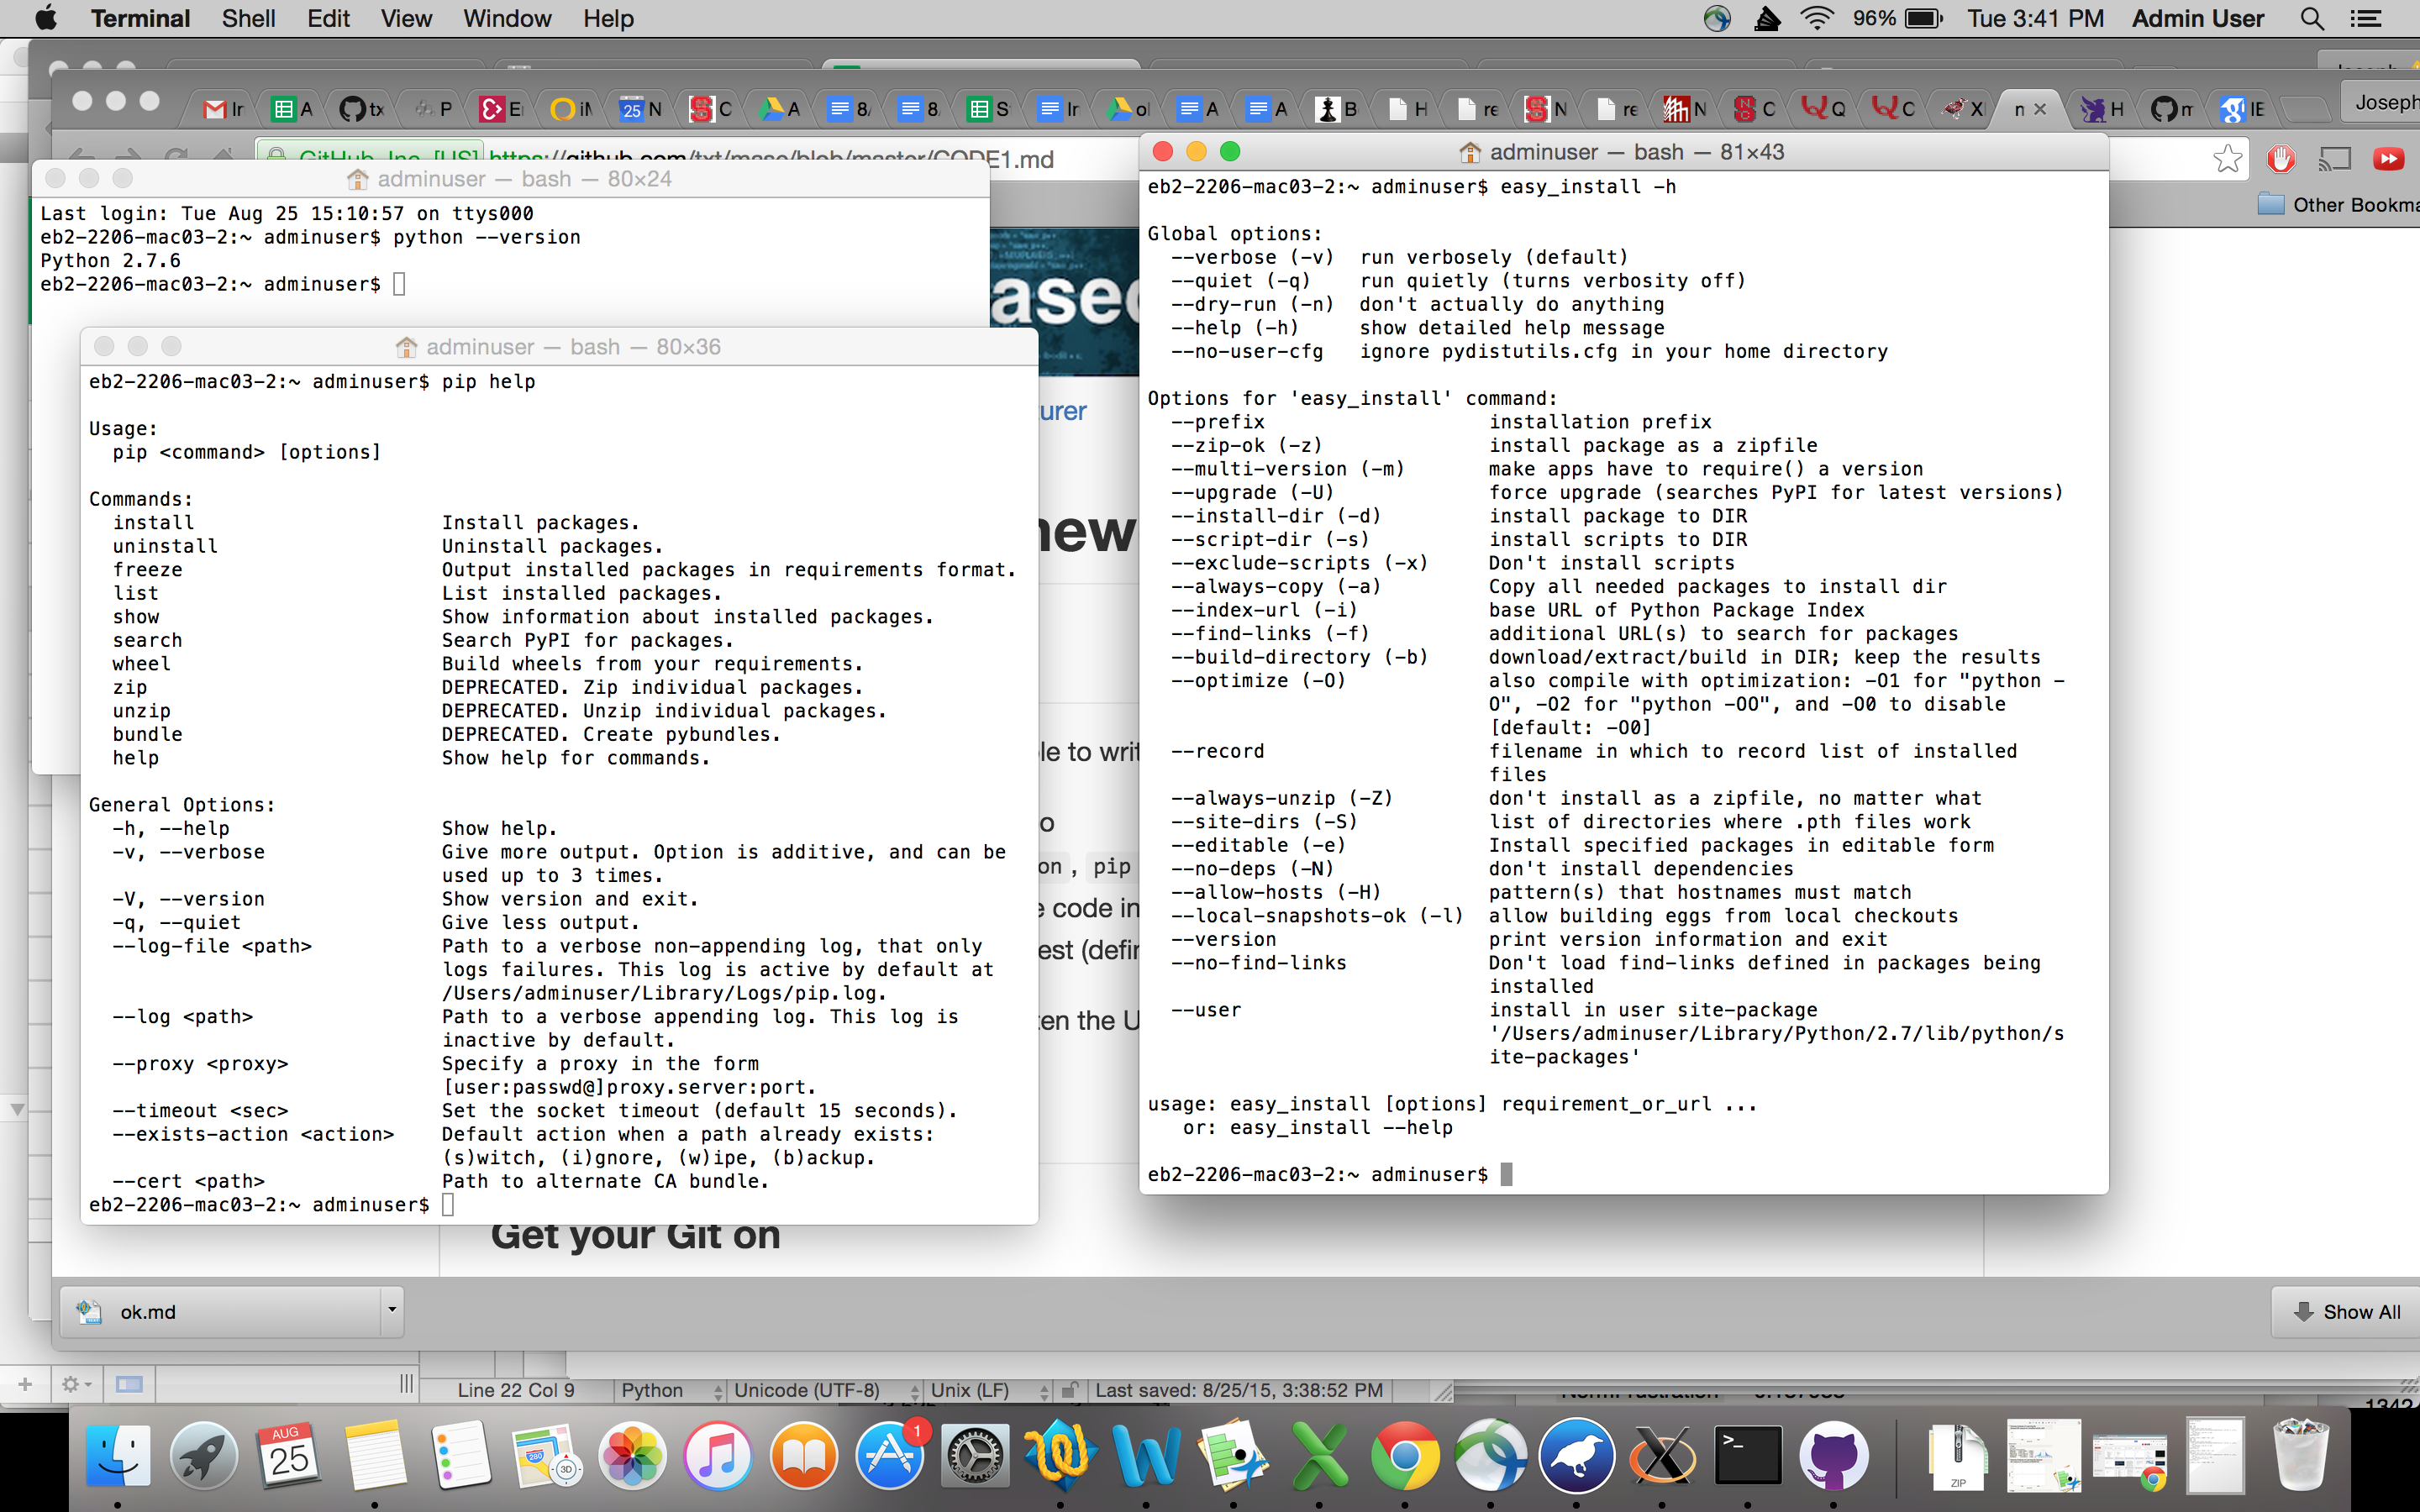 Terminal Shell Edit View Window Help 96% Tue 3:41 PM Admin User
Joseph
GitHub, Inc. [US] https://github.com/txt/mase/blob/master/CODE1.md
Other Bookma
adminuser — bash — 80×24
Last login: Tue Aug 25 15:10:57 on ttys000
eb2-2206-mac03-2:~ adminuser$ python --version
Python 2.7.6
eb2-2206-mac03-2:~ adminuser$
adminuser — bash — 80×36
eb2-2206-mac03-2:~ adminuser$ pip help
Usage:
pip <command> [options]
Commands:
install Install packages.
uninstall Uninstall packages.
freeze Output installed packages in requirements format.
list List installed packages.
show Show information about installed packages.
search Search PyPI for packages.
wheel Build wheels from your requirements.
zip DEPRECATED. Zip individual packages.
unzip DEPRECATED. Unzip individual packages.
bundle DEPRECATED. Create pybundles.
help Show help for commands.
General Options:
-h, --help Show help.
-v, --verbose Give more output. Option is additive, and can be
used up to 3 times.
-V, --version Show version and exit.
-q, --quiet Give less output.
--log-file <path> Path to a verbose non-appending log, that only
logs failures. This log is active by default at
/Users/adminuser/Library/Logs/pip.log.
--log <path> Path to a verbose appending log. This log is
inactive by default.
--proxy <proxy> Specify a proxy in the form
[user:passwd@]proxy.server:port.
--timeout <sec> Set the socket timeout (default 15 seconds).
--exists-action <action> Default action when a path already exists:
(s)witch, (i)gnore, (w)ipe, (b)ackup.
--cert <path> Path to alternate CA bundle.
eb2-2206-mac03-2:~ adminuser$
adminuser — bash — 81×43
eb2-2206-mac03-2:~ adminuser$ easy_install -h
Global options:
--verbose (-v) run verbosely (default)
--quiet (-q) run quietly (turns verbosity off)
--dry-run (-n) don't actually do anything
--help (-h) show detailed help message
--no-user-cfg ignore pydistutils.cfg in your home directory
Options for 'easy_install' command:
--prefix installation prefix
--zip-ok (-z) install package as a zipfile
--multi-version (-m) make apps have to require() a version
--upgrade (-U) force upgrade (searches PyPI for latest versions)
--install-dir (-d) install package to DIR
--script-dir (-s) install scripts to DIR
--exclude-scripts (-x) Don't install scripts
--always-copy (-a) Copy all needed packages to install dir
--index-url (-i) base URL of Python Package Index
--find-links (-f) additional URL(s) to search for packages
--build-directory (-b) download/extract/build in DIR; keep the results
--optimize (-O) also compile with optimization: -O1 for "python -
O", -O2 for "python -OO", and -O0 to disable
[default: -O0]
--record filename in which to record list of installed
files
--always-unzip (-Z) don't install as a zipfile, no matter what
--site-dirs (-S) list of directories where .pth files work
--editable (-e) Install specified packages in editable form
--no-deps (-N) don't install dependencies
--allow-hosts (-H) pattern(s) that hostnames must match
--local-snapshots-ok (-l) allow building eggs from local checkouts
--version print version information and exit
--no-find-links Don't load find-links defined in packages being
installed
--user install in user site-package
'/Users/adminuser/Library/Python/2.7/lib/python/s
ite-packages'
usage: easy_install [options] requirement_or_url ...
or: easy_install --help
eb2-2206-mac03-2:~ adminuser$
ase
urer
new
le to writ
o
on , pip
code in
est (defin
ten the U
Get your Git on
ok.md
Show All
Line 22 Col 9 Python Unicode (UTF-8) Unix (LF) Last saved: 8/25/15, 3:38:52 PM
AUG
25
280
3D
1
ZIP